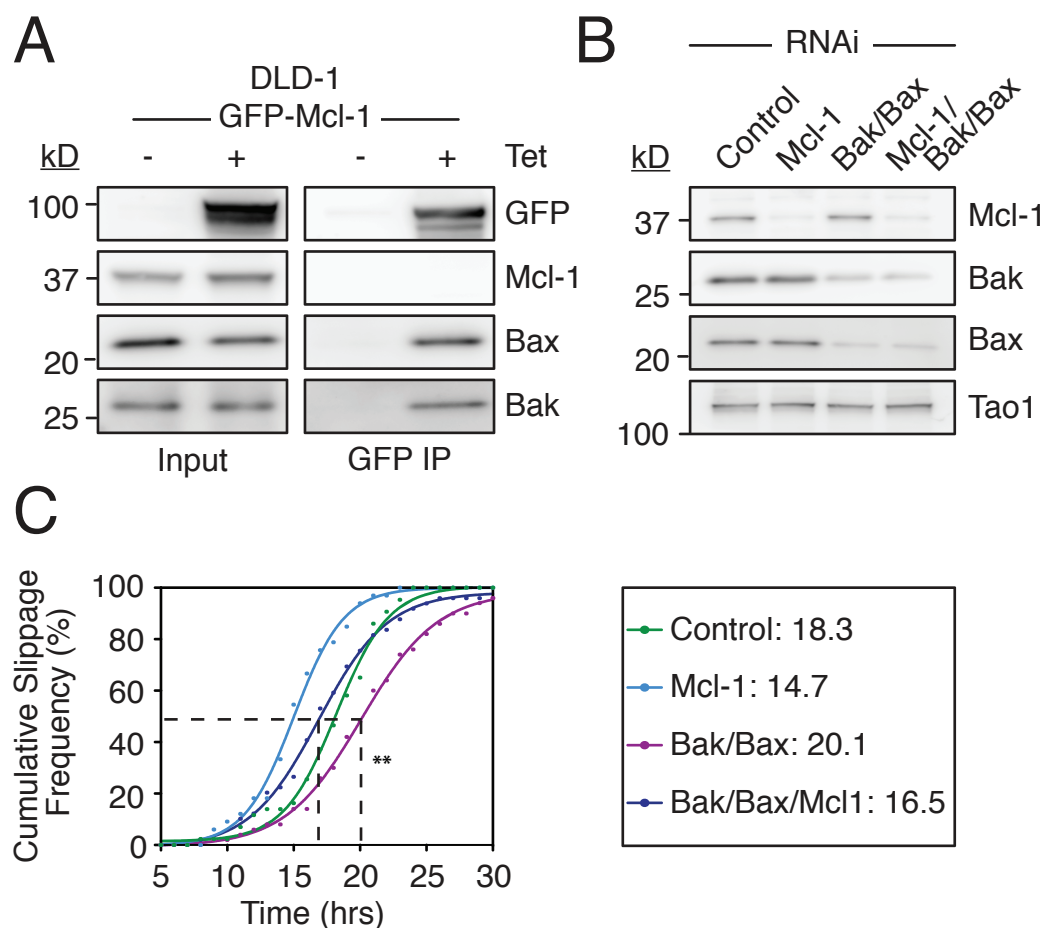 A
DLD-1
GFP-Mcl-1
kD - + - + Tet
100 GFP
37 Mcl-1
20 Bax
25 Bak
Input GFP IP
B
RNAi
kD Control Mcl-1 Bak/Bax Mcl-1/ Bak/Bax
37 Mcl-1
25 Bak
20 Bax
100 Tao1
C
Cumulative Slippage
Frequency (%)
100
80
60
40
20
0
**
5 10 15 20 25 30
Time (hrs)
Control: 18.3
Mcl-1: 14.7
Bak/Bax: 20.1
Bak/Bax/Mcl1: 16.5